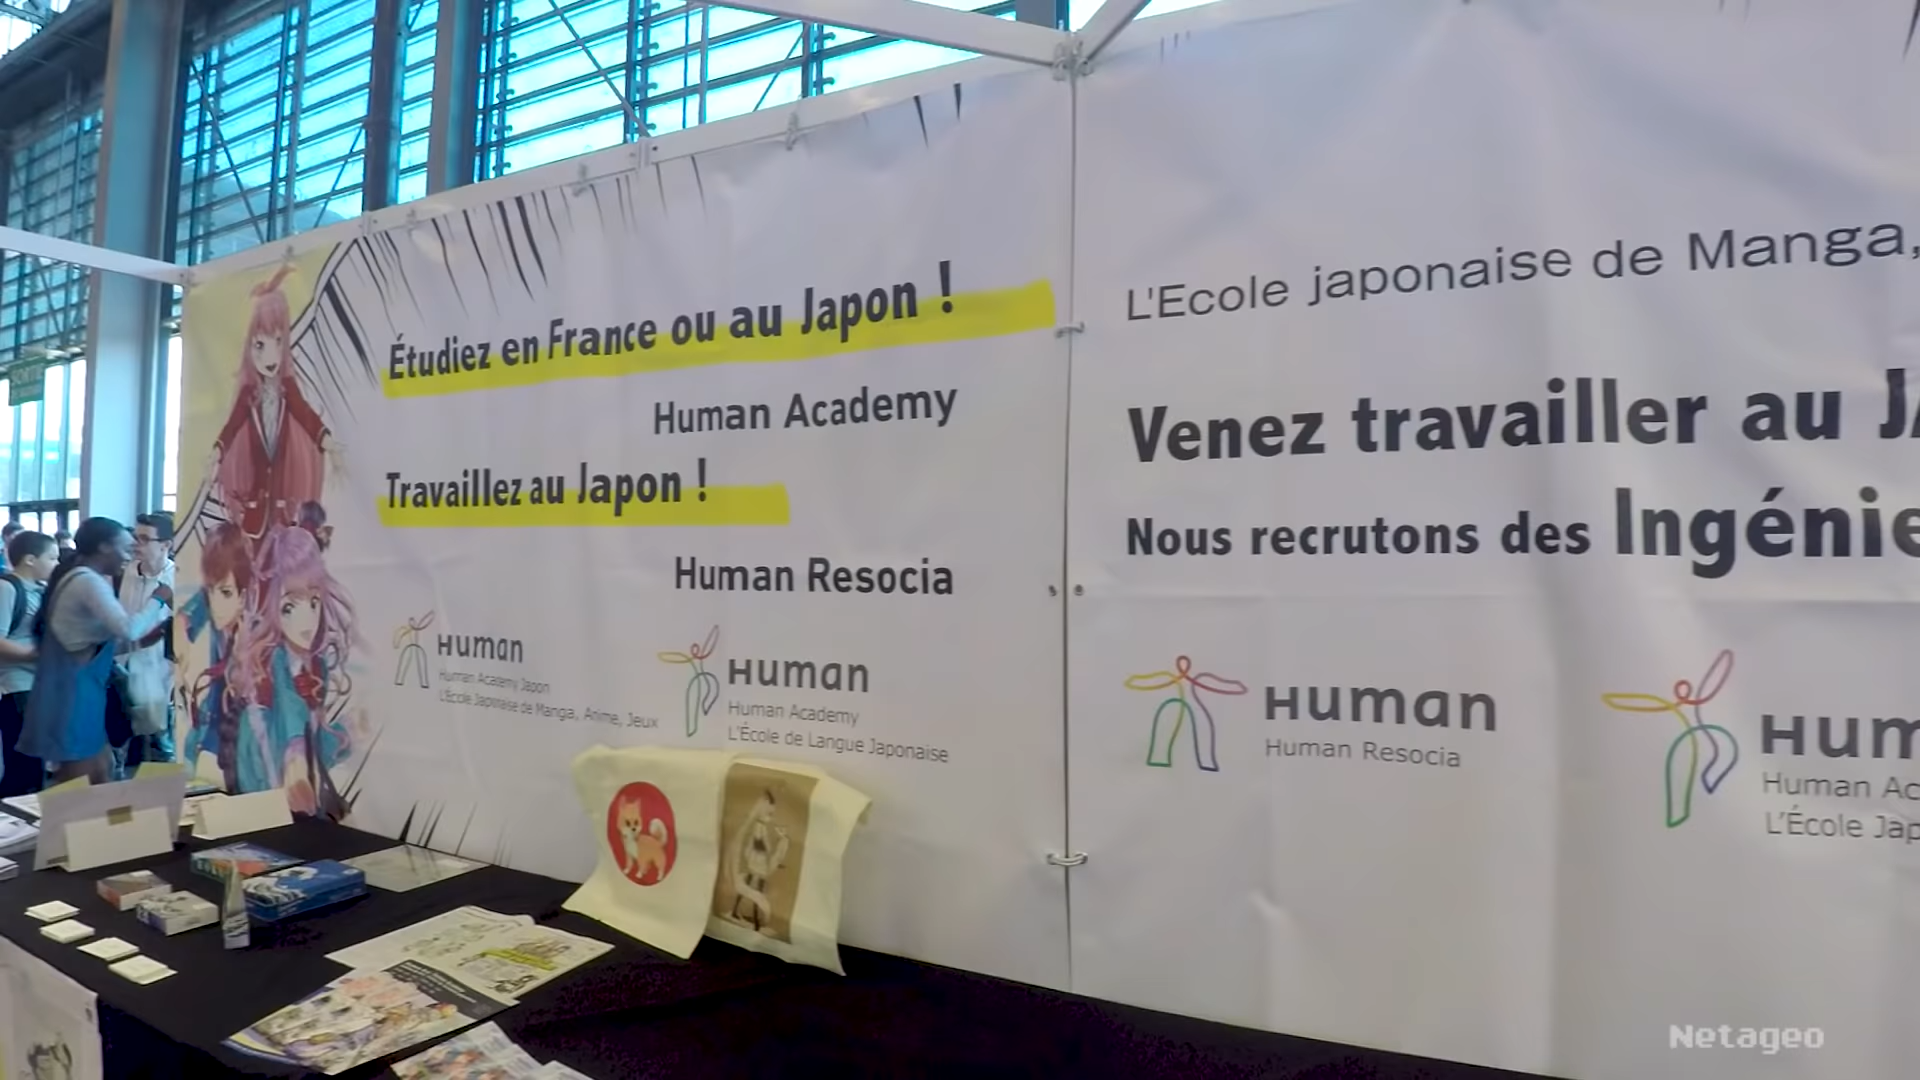 SORTIE
Étudiez en France ou au Japon !
Human Academy
Travaillez au Japon !
Human Resocia
Human
Human Academy Japon
L'École Japonaise de Manga, Anime, Jeux
Human
Human Academy
L'École de Langue Japonaise
L'Ecole japonaise de Manga,
Venez travailler au J
Nous recrutons des Ingénie
Human
Human Resocia
Hum
Human Ac
L'École Jap
Netageo